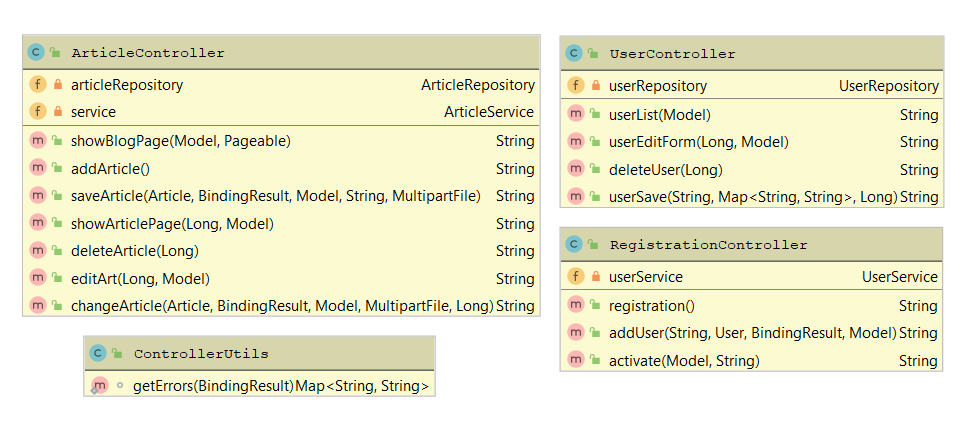 ArticleController
articleRepository ArticleRepository
service ArticleService
showBlogPage(Model, Pageable) String
addArticle() String
saveArticle(Article, BindingResult, Model, String, MultipartFile) String
showArticlePage(Long, Model) String
deleteArticle(Long) String
editArt(Long, Model) String
changeArticle(Article, BindingResult, Model, MultipartFile, Long) String
ControllerUtils
getErrors(BindingResult) Map<String, String>
UserController
userRepository UserRepository
userList(Model) String
userEditForm(Long, Model) String
deleteUser(Long) String
userSave(String, Map<String, String>, Long) String
RegistrationController
userService UserService
registration() String
addUser(String, User, BindingResult, Model) String
activate(Model, String) String